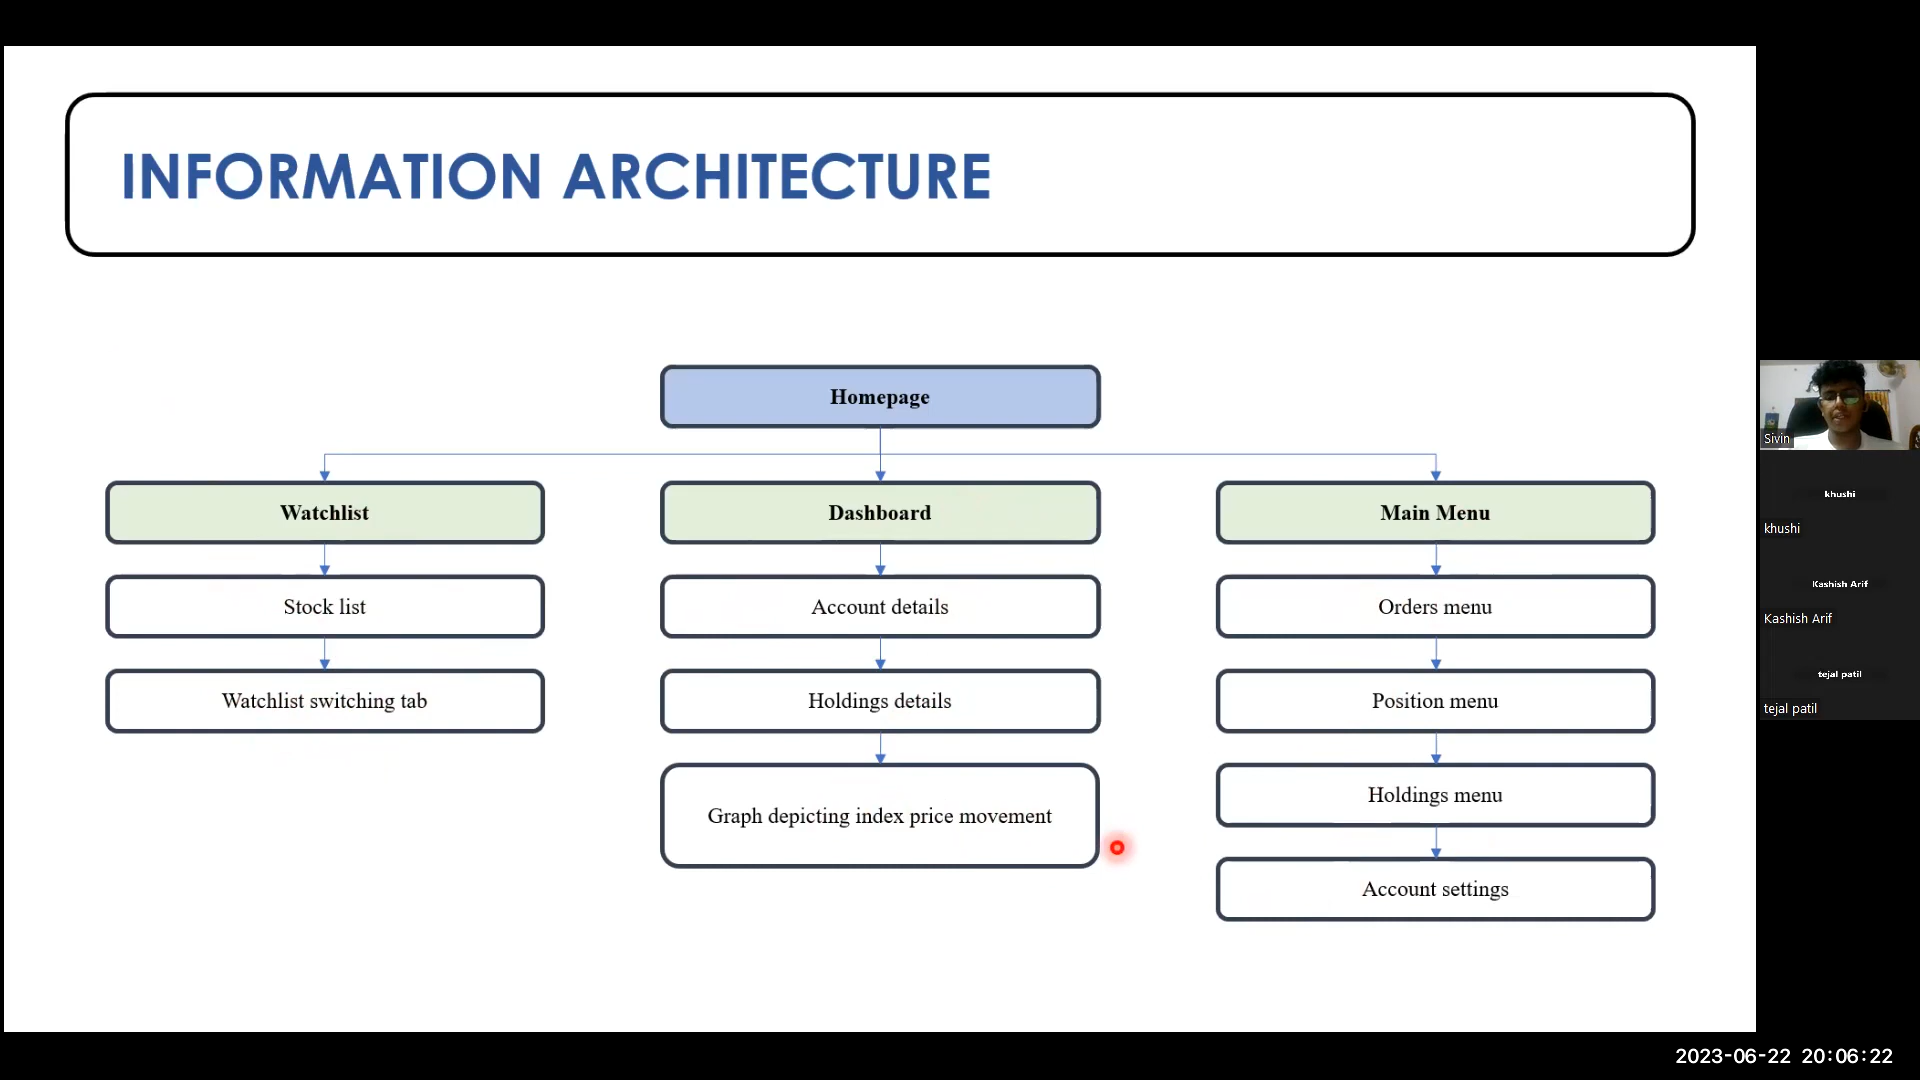 INFORMATION ARCHITECTURE
Homepage
Watchlist
Dashboard
Main Menu
Stock list
Account details
Orders menu
Watchlist switching tab
Holdings details
Position menu
Graph depicting index price movement
Holdings menu
Account settings
Sivin
khushi
khushi
Kashish Arif
Kashish Arif
tejal patil
tejal patil
2023-06-22 20:06:22